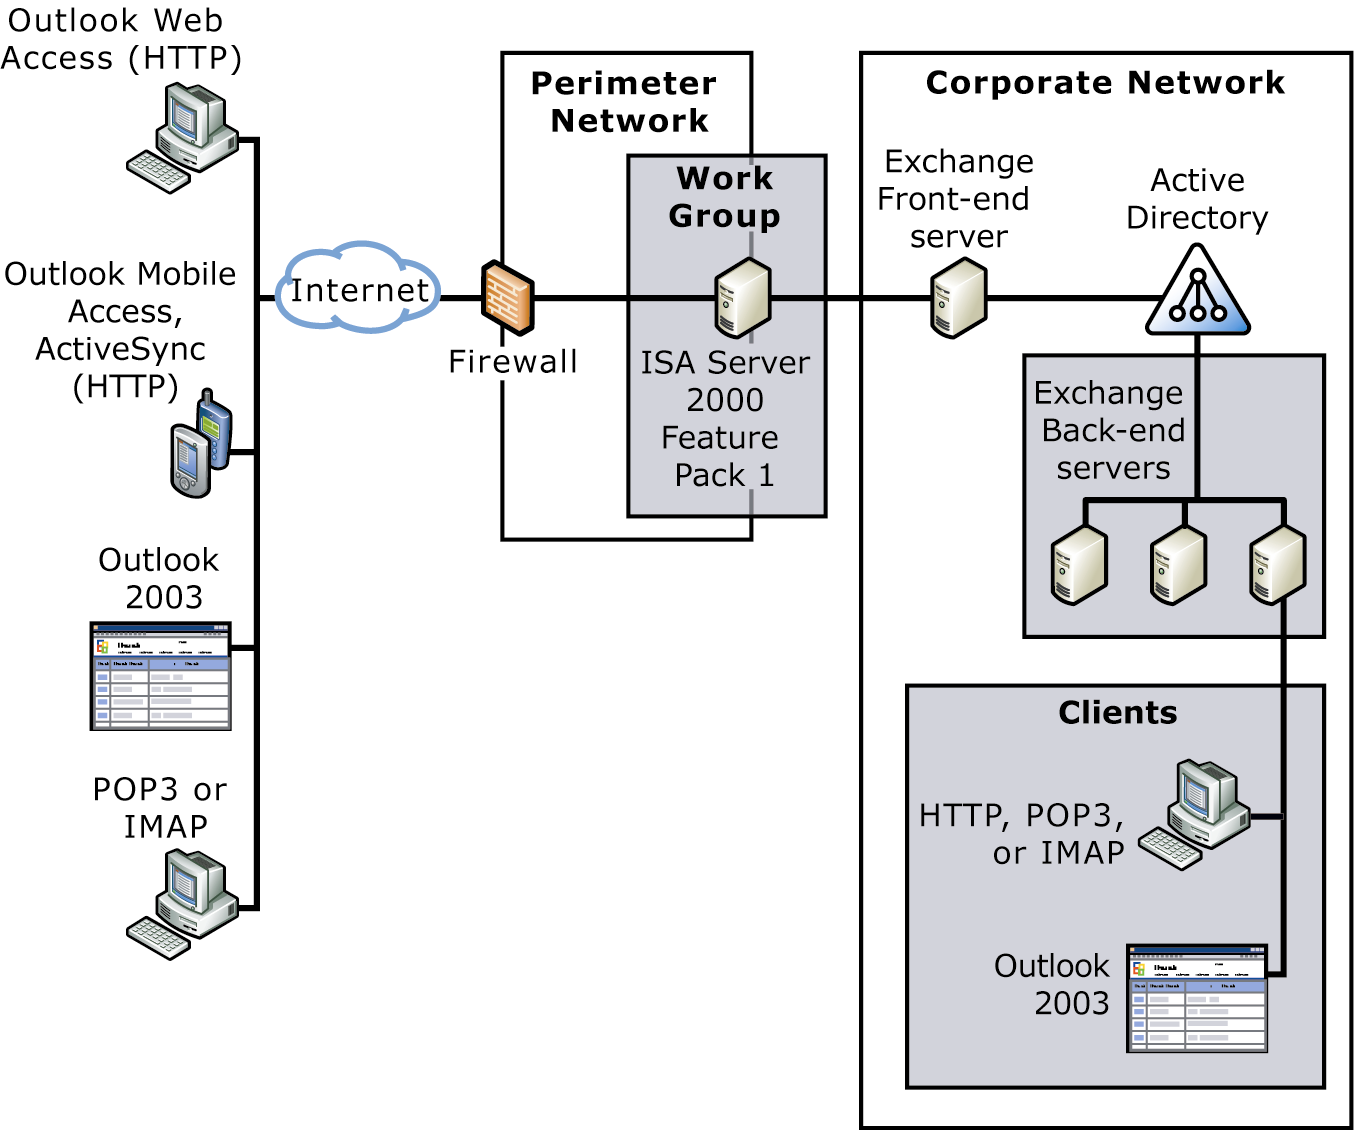 Outlook Web
Access (HTTP)
Outlook Mobile
Access,
ActiveSync
(HTTP)
Outlook
2003
POP3 or
IMAP
Internet
Firewall
Perimeter
Network
Work
Group
ISA Server
2000
Feature
Pack 1
Corporate Network
Exchange
Front-end
server
Active
Directory
Exchange
Back-end
servers
Clients
HTTP, POP3,
or IMAP
Outlook
2003